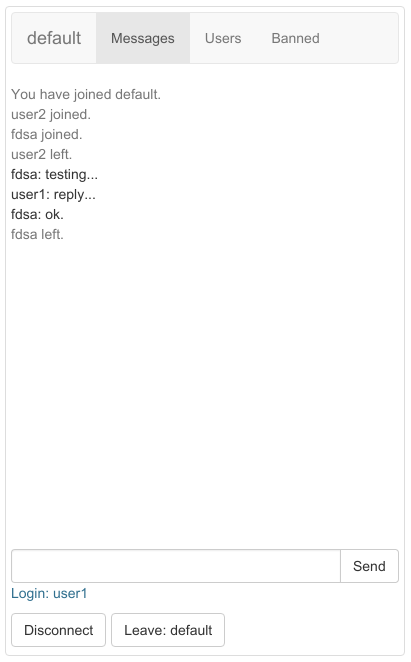 default Messages Users Banned
You have joined default.
user2 joined.
fdsa joined.
user2 left.
fdsa: testing...
user1: reply...
fdsa: ok.
fdsa left.
Send
Login: user1
Disconnect Leave: default